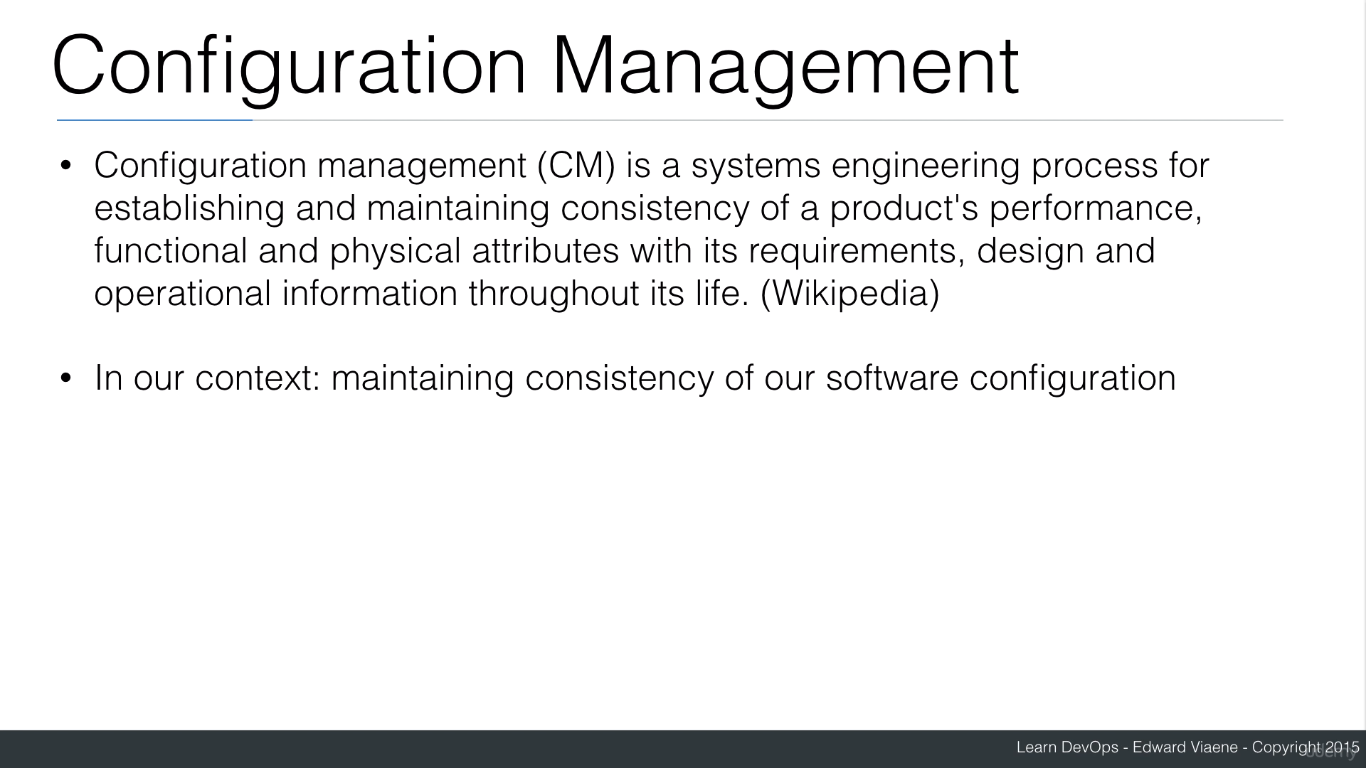 Configuration Management
• Configuration management (CM) is a systems engineering process for
establishing and maintaining consistency of a product's performance,
functional and physical attributes with its requirements, design and
operational information throughout its life. (Wikipedia)
• In our context: maintaining consistency of our software configuration
Learn DevOps - Edward Viaene - Copyright 2015
udemy